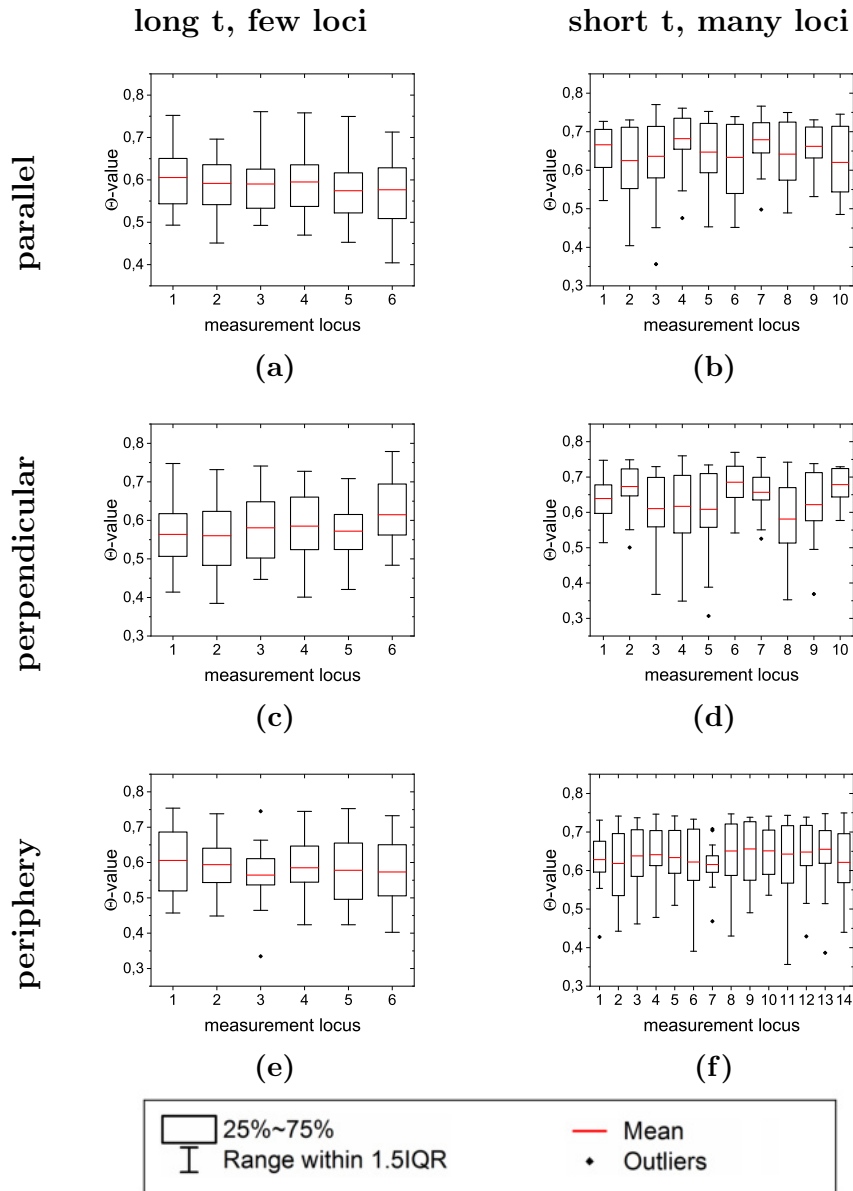 long t, few loci
short t, many loci
parallel
0,8
0,7
0,6
0,5
0,4
Θ-value
1 2 3 4 5 6
measurement locus
(a)
0,8
0,7
0,6
0,5
0,4
0,3
Θ-value
1 2 3 4 5 6 7 8 9 10
measurement locus
(b)
perpendicular
0,8
0,7
0,6
0,5
0,4
0,3
Θ-value
1 2 3 4 5 6
measurement locus
(c)
0,8
0,7
0,6
0,5
0,4
0,3
Θ-value
1 2 3 4 5 6 7 8 9 10
measurement locus
(d)
periphery
0,8
0,7
0,6
0,5
0,4
0,3
Θ-value
1 2 3 4 5 6
measurement locus
(e)
0,8
0,7
0,6
0,5
0,4
0,3
Θ-value
1 2 3 4 5 6 7 8 9 10 11 12 13 14
measurement locus
(f)
25%~75%
Range within 1.5IQR
Mean
Outliers